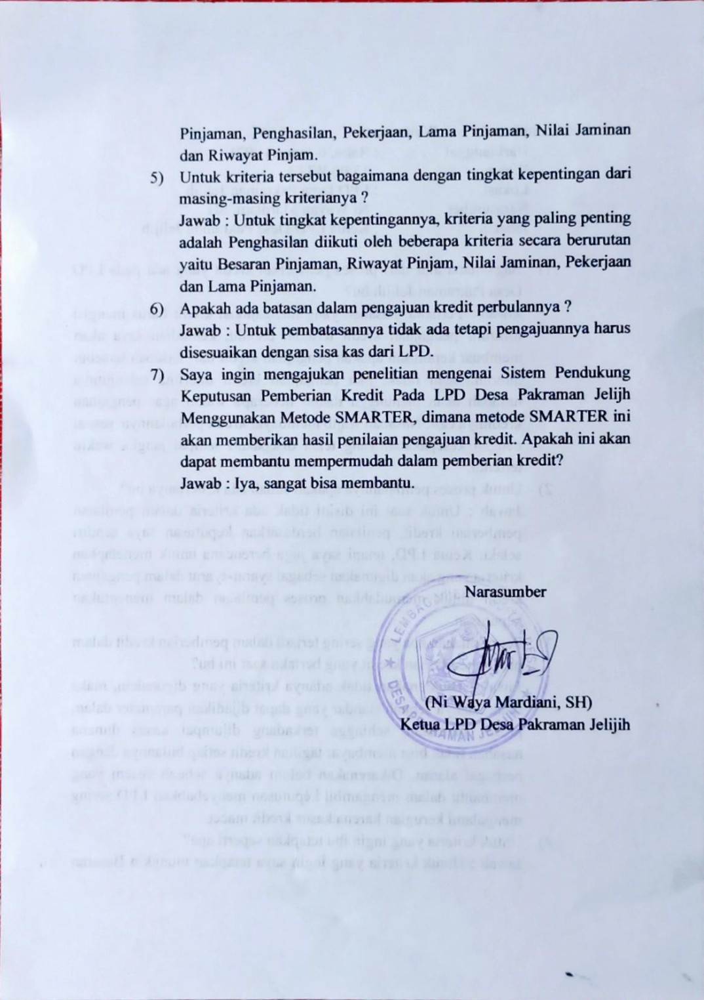 Pinjaman, Penghasilan, Pekerjaan, Lama Pinjaman, Nilai Jaminan
dan Riwayat Pinjam.
5) Untuk kriteria tersebut bagaimana dengan tingkat kepentingan dari
masing-masing kriterianya ?
Jawab : Untuk tingkat kepentingannya, kriteria yang paling penting
adalah Penghasilan diikuti oleh beberapa kriteria secara berurutan
yaitu Besaran Pinjaman, Riwayat Pinjam, Nilai Jaminan, Pekerjaan
dan Lama Pinjaman.
6) Apakah ada batasan dalam pengajuan kredit perbulannya ?
Jawab : Untuk pembatasannya tidak ada tetapi pengajuannya harus
disesuaikan dengan sisa kas dari LPD.
7) Saya ingin mengajukan penelitian mengenai Sistem Pendukung
Keputusan Pemberian Kredit Pada LPD Desa Pakraman Jelijh
Menggunakan Metode SMARTER, dimana metode SMARTER ini
akan memberikan hasil penilaian pengajuan kredit. Apakah ini akan
dapat membantu mempermudah dalam pemberian kredit?
Jawab : Iya, sangat bisa membantu.
Narasumber
(Ni Waya Mardiani, SH)
Ketua LPD Desa Pakraman Jelijih